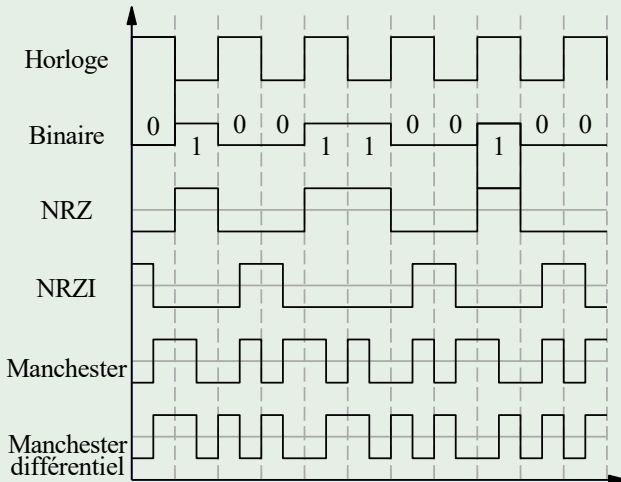 Horloge
Binaire
0 1 0 0 1 1 0 0 1 0 0
NRZ
NRZI
Manchester
Manchester
différentiel